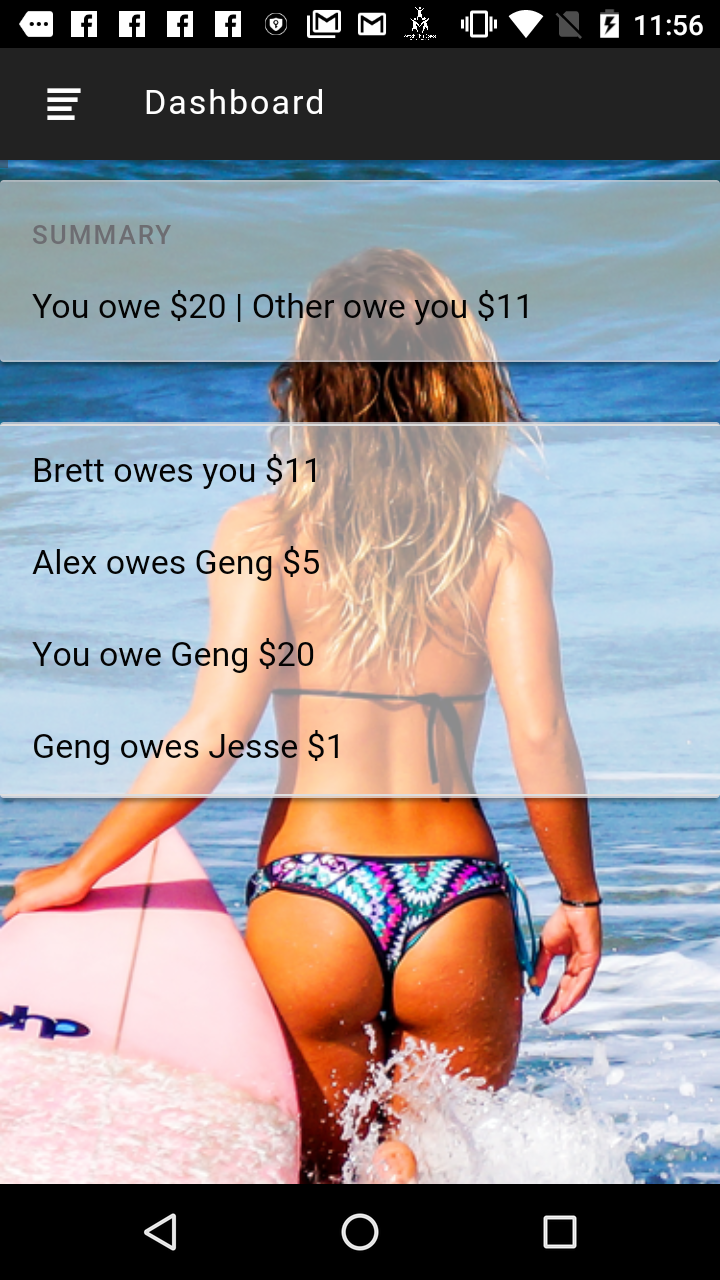 11:56
Dashboard
SUMMARY
You owe $20 | Other owe you $11
Brett owes you $11
Alex owes Geng $5
You owe Geng $20
Geng owes Jesse $1